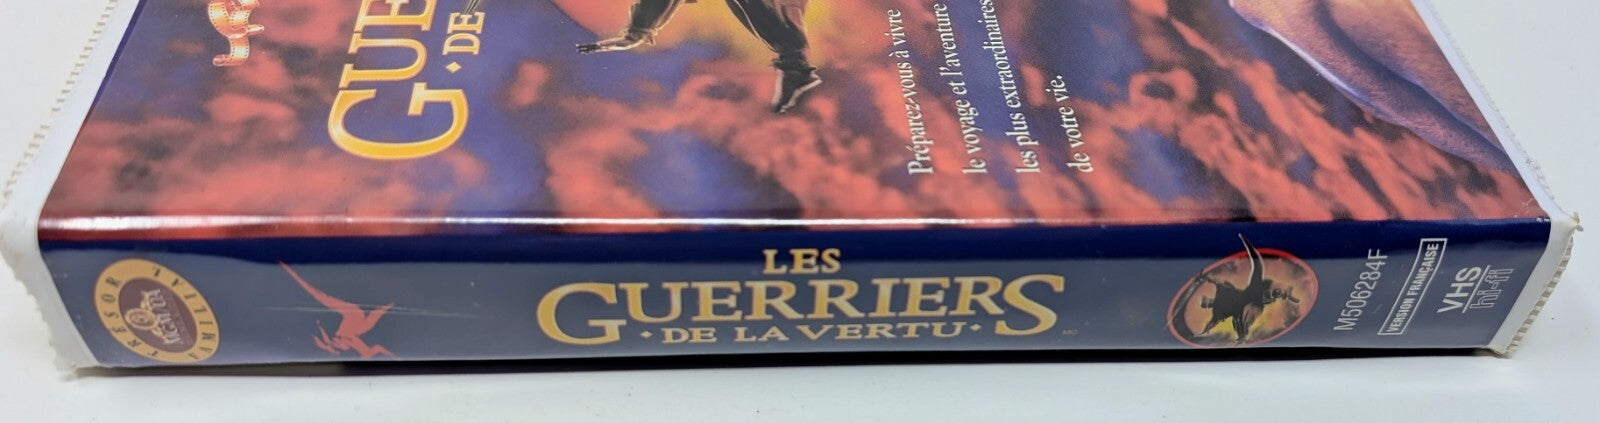 GUE
• DE
Préparez-vous à vivre
le voyage et l'aventure
les plus extraordinaires
de votre vie.
TRÉSOR
FAMILIAL
LES
GUERRIERS
• DE LA VERTU •
MC
M506284F
VERSION FRANÇAISE
VHS
hi-fi